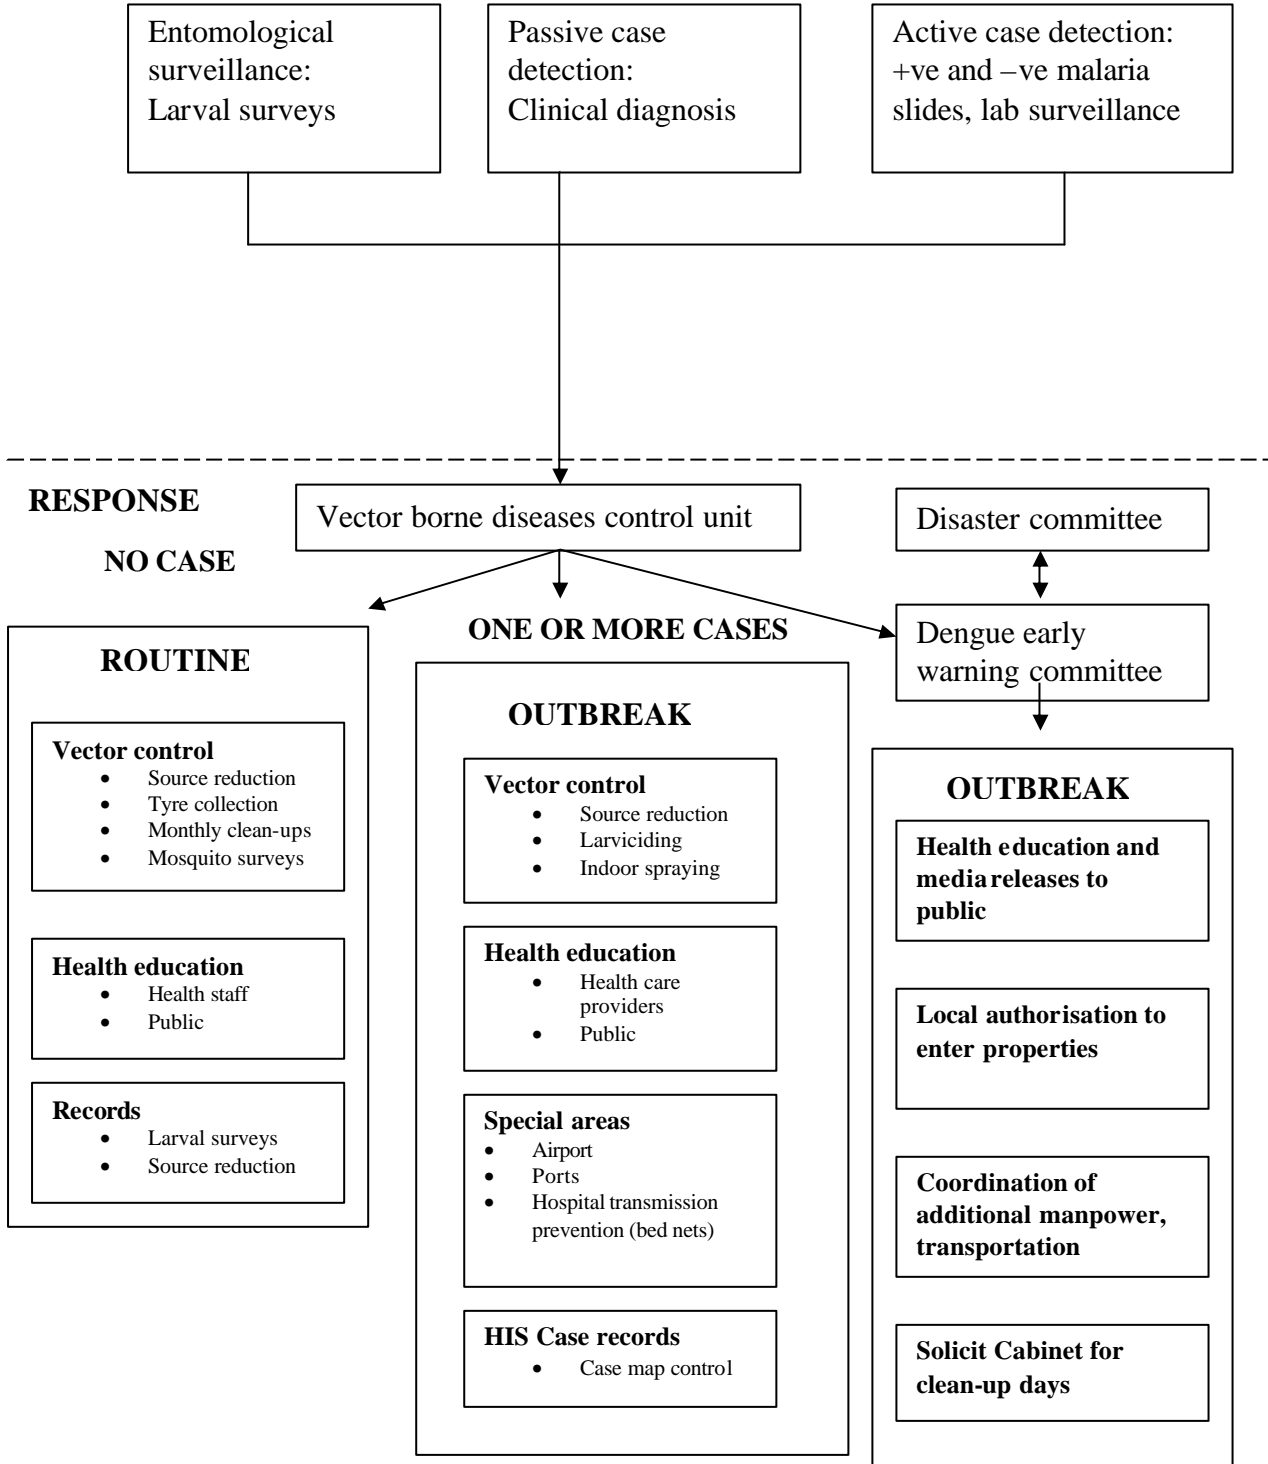 Entomological
surveillance:
Larval surveys
Passive case
detection:
Clinical diagnosis
Active case detection:
+ve and –ve malaria
slides, lab surveillance
RESPONSE
Vector borne diseases control unit
Disaster committee
NO CASE
ONE OR MORE CASES
Dengue early
warning committee
ROUTINE
Vector control
• Source reduction
• Tyre collection
• Monthly clean-ups
• Mosquito surveys
Health education
• Health staff
• Public
Records
• Larval surveys
• Source reduction
OUTBREAK
Vector control
• Source reduction
• Larviciding
• Indoor spraying
Health education
• Health care
providers
• Public
Special areas
• Airport
• Ports
• Hospital transmission
prevention (bed nets)
HIS Case records
• Case map control
OUTBREAK
Health education and
media releases to
public
Local authorisation to
enter properties
Coordination of
additional manpower,
transportation
Solicit Cabinet for
clean-up days